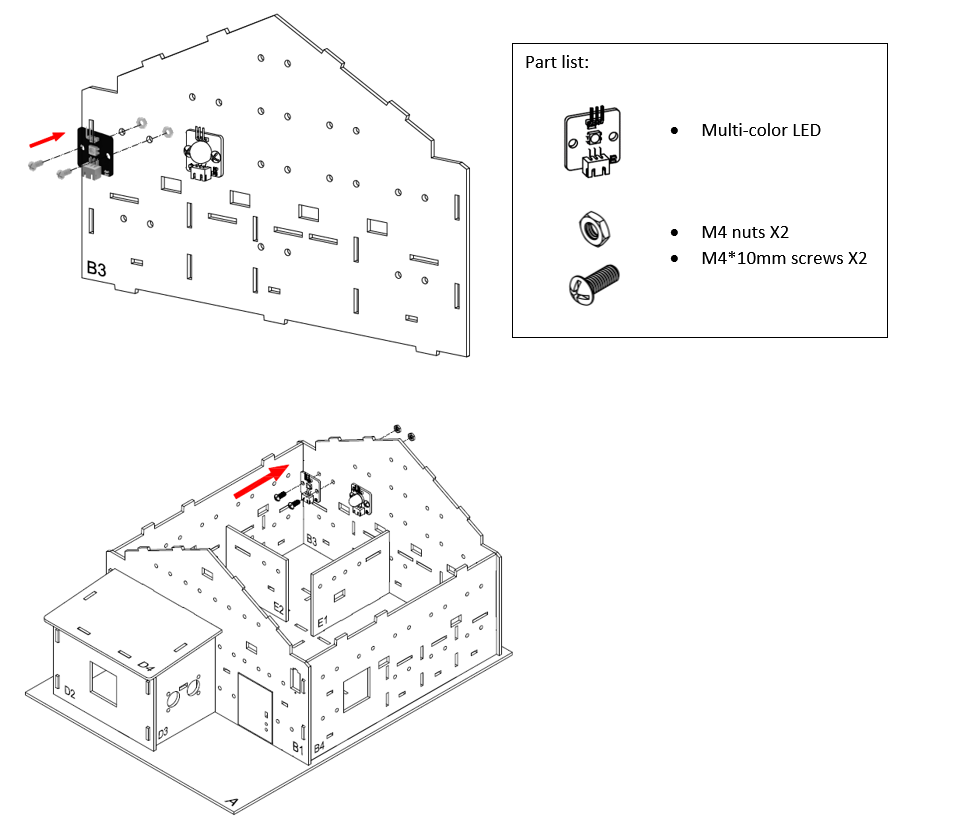 Part list:
Multi-color LED
M4 nuts X2
M4*10mm screws X2
B3
B3
E2
E1
D4
D2
D3
B1
B4
A